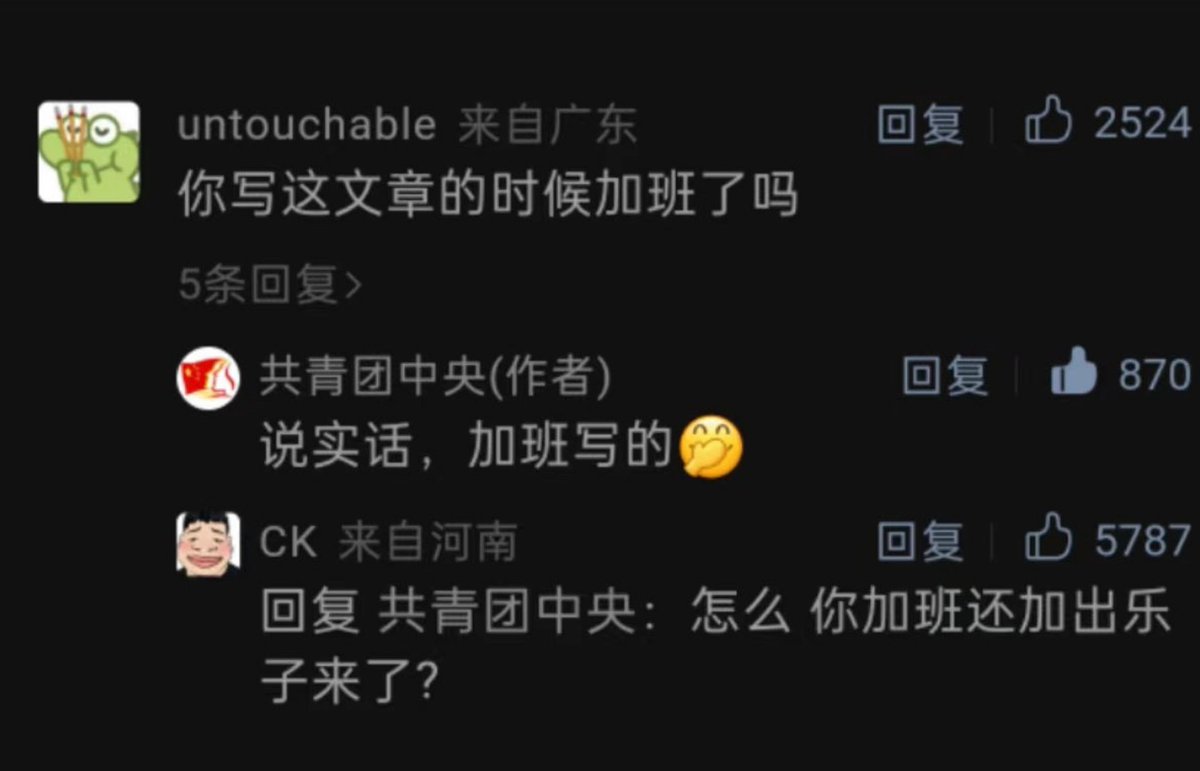 untouchable 来自广东 回复 2524
你写这文章的时候加班了吗
5条回复>
共青团中央(作者) 回复 870
说实话，加班写的🤭
CK 来自河南 回复 5787
回复 共青团中央：怎么 你加班还加出乐
子来了?